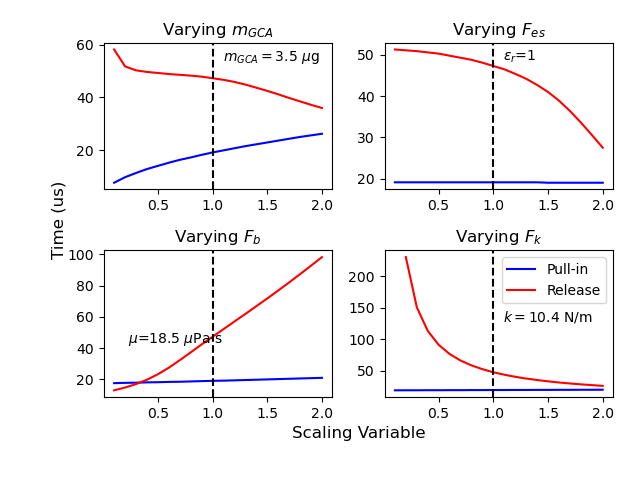 Varying m_GCA
60
40
20
0.5 1.0 1.5 2.0
m_GCA = 3.5 μg
Varying F_es
50
40
30
20
0.5 1.0 1.5 2.0
ε_r=1
Time (us)
Varying F_b
100
80
60
40
20
0.5 1.0 1.5 2.0
μ=18.5 μPa·s
Varying F_k
200
150
100
50
0.5 1.0 1.5 2.0
Pull-in
Release
k = 10.4 N/m
Scaling Variable